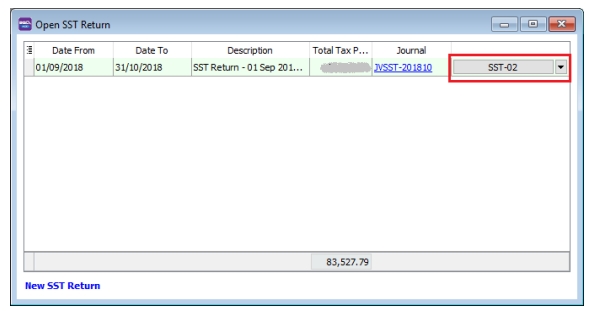 Open SST Return
Date From Date To Description Total Tax P... Journal
01/09/2018 31/10/2018 SST Return - 01 Sep 201... JVSST-201810 SST-02
83,527.79
New SST Return